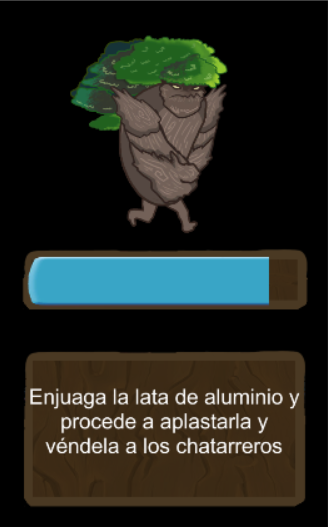 Enjuaga la lata de aluminio y
procede a aplastarla y
véndela a los chatarreros